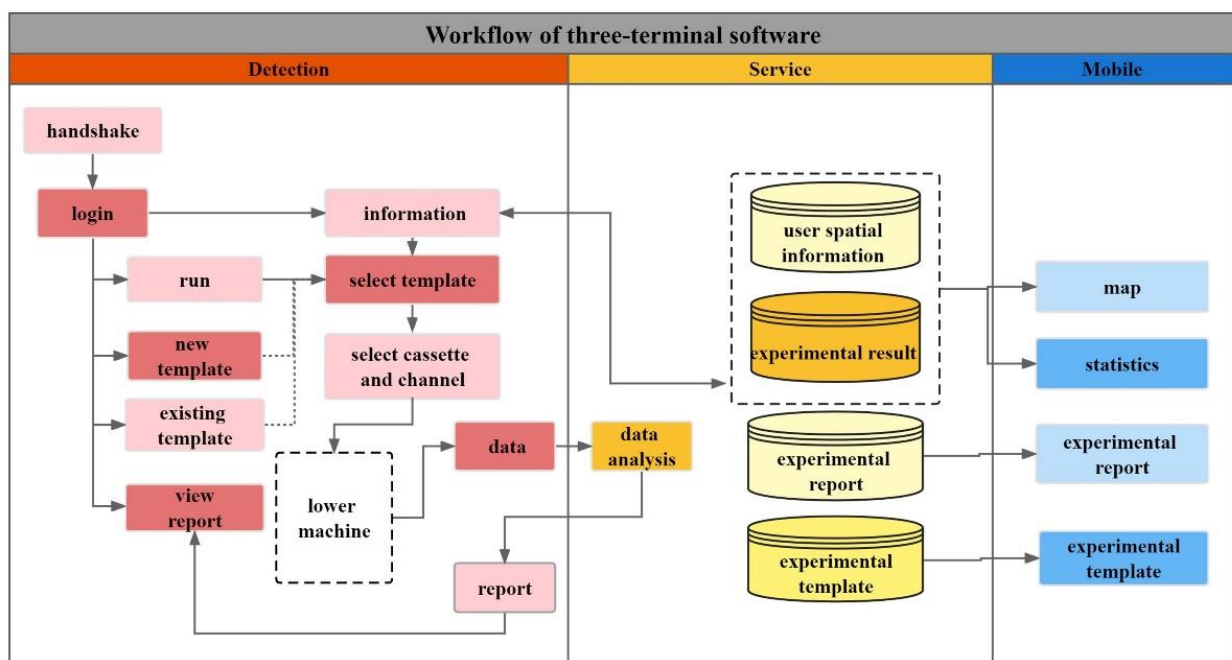 Workflow of three-terminal software
Detection
Service
Mobile
handshake
login
information
run
select template
new
template
select cassette
and channel
existing
template
data
view
report
lower
machine
report
data
analysis
user spatial
information
experimental result
experimental
report
experimental
template
map
statistics
experimental
report
experimental
template